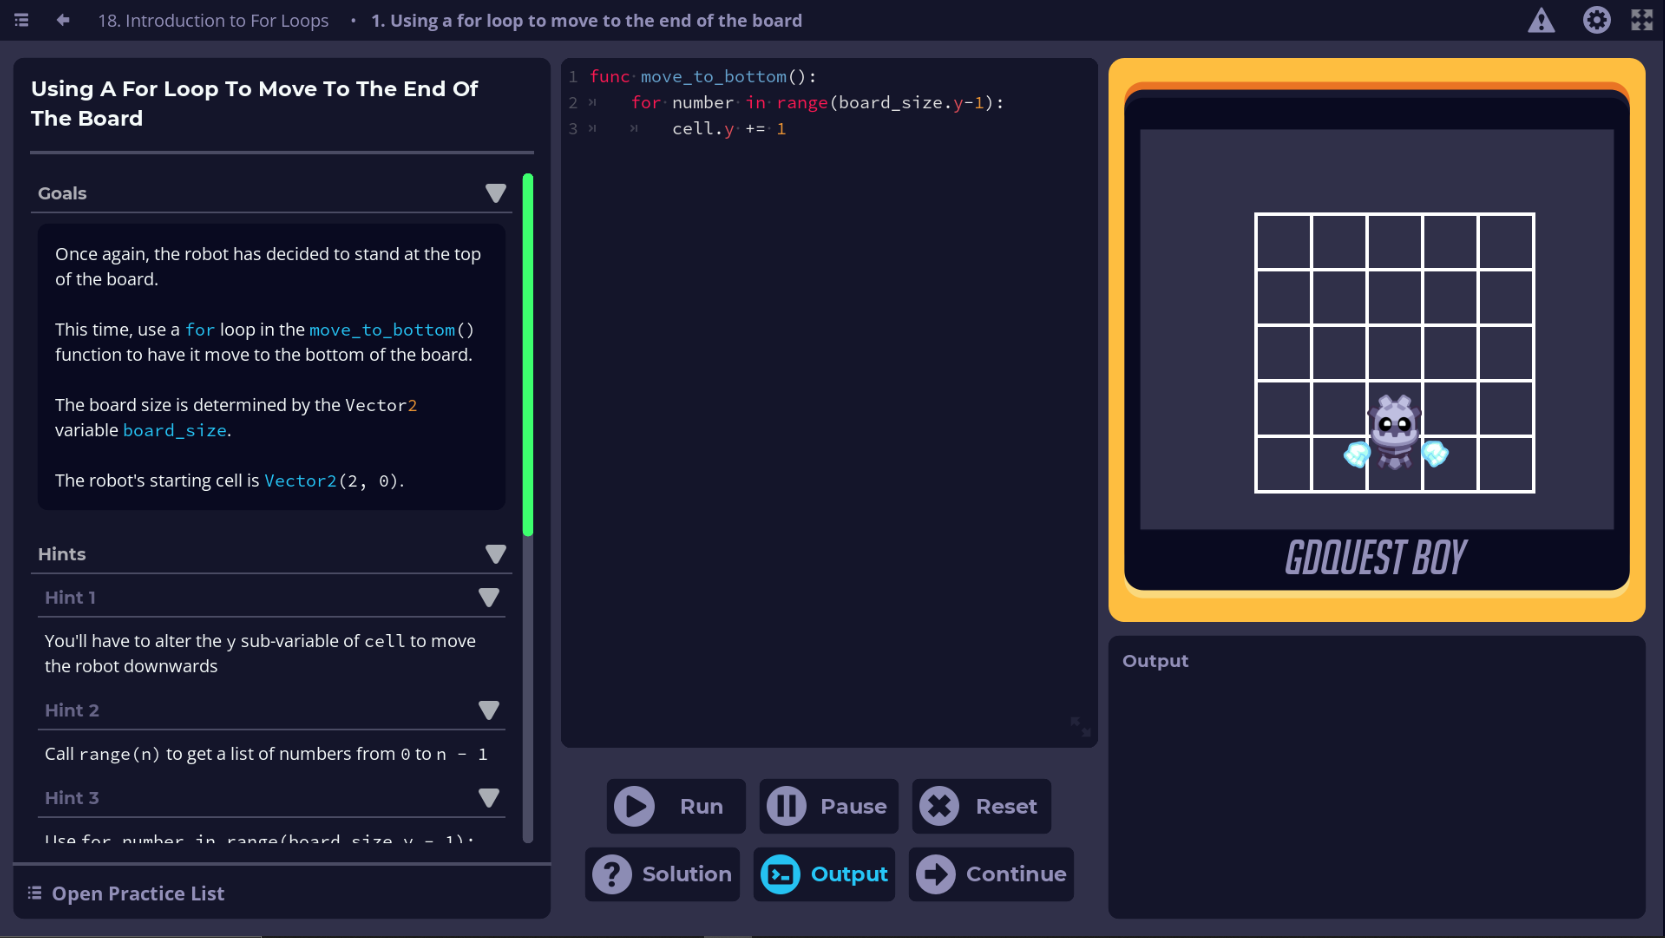 18. Introduction to For Loops • 1. Using a for loop to move to the end of the board
Using A For Loop To Move To The End Of
The Board
Goals
Once again, the robot has decided to stand at the top
of the board.
This time, use a for loop in the move_to_bottom()
function to have it move to the bottom of the board.
The board size is determined by the Vector2
variable board_size.
The robot's starting cell is Vector2(2, 0).
Hints
Hint 1
You'll have to alter the y sub-variable of cell to move
the robot downwards
Hint 2
Call range(n) to get a list of numbers from 0 to n - 1
Hint 3
Use for number in range(board_size.y - 1):
Open Practice List
1 func move_to_bottom():
2 for number in range(board_size.y-1):
3 cell.y += 1
Run
Pause
Reset
Solution
Output
Continue
GDQUEST BOY
Output